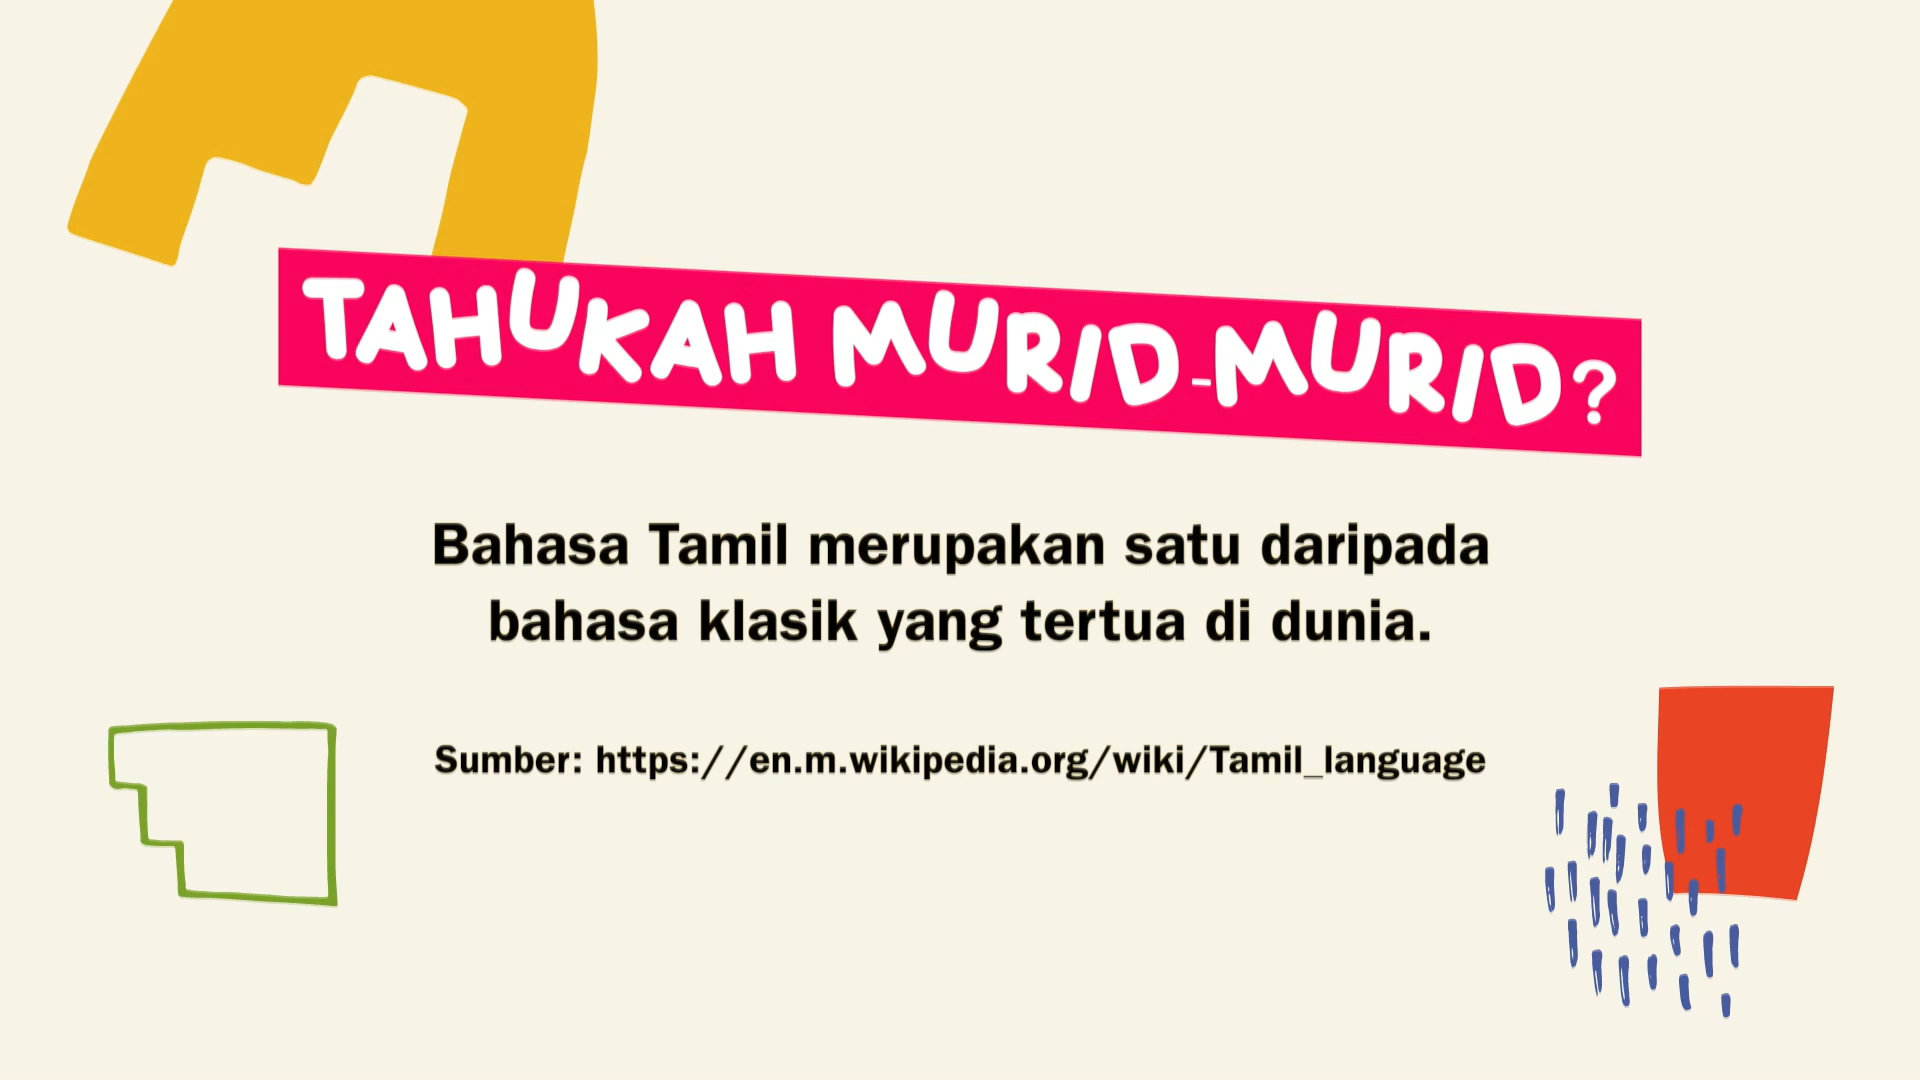 TAHUKAH MURID-MURID?
Bahasa Tamil merupakan satu daripada
bahasa klasik yang tertua di dunia.
Sumber: https://en.m.wikipedia.org/wiki/Tamil_language